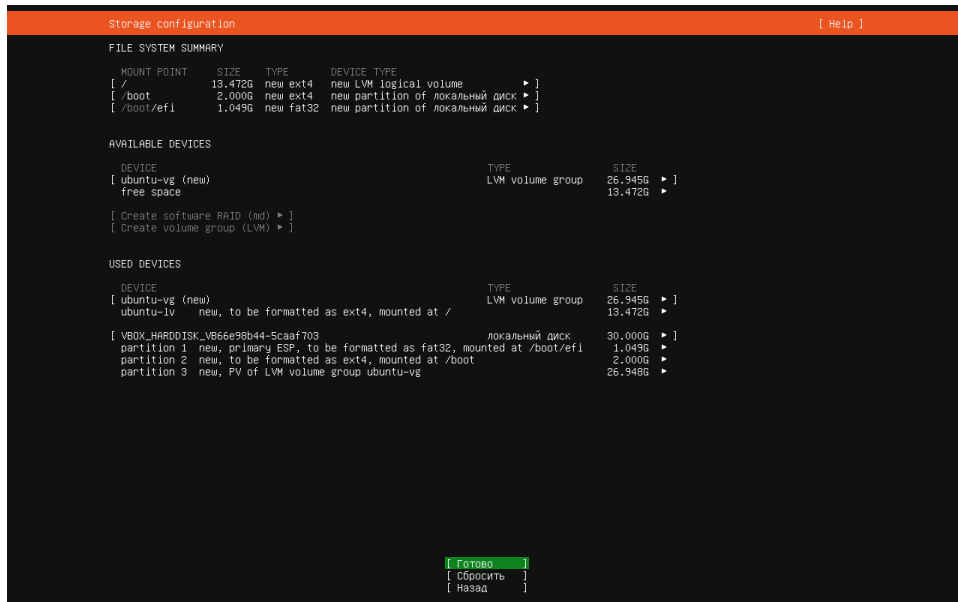 Storage configuration [ Help ]
FILE SYSTEM SUMMARY
MOUNT POINT SIZE TYPE DEVICE TYPE
[ / 13.472G new ext4 new LVM logical volume ▸ ]
[ /boot 2.000G new ext4 new partition of локальный диск ▸ ]
[ /boot/efi 1.049G new fat32 new partition of локальный диск ▸ ]
AVAILABLE DEVICES
DEVICE TYPE SIZE
[ ubuntu-vg (new) LVM volume group 26.945G ▸ ]
free space 13.472G ▸
[ Create software RAID (md) ▸ ]
[ Create volume group (LVM) ▸ ]
USED DEVICES
DEVICE TYPE SIZE
[ ubuntu-vg (new) LVM volume group 26.945G ▸ ]
ubuntu-lv new, to be formatted as ext4, mounted at / 13.472G ▸
[ VBOX_HARDDISK_VB66e98b44-5caaf703 локальный диск 30.000G ▸ ]
partition 1 new, primary ESP, to be formatted as fat32, mounted at /boot/efi 1.049G ▸
partition 2 new, to be formatted as ext4, mounted at /boot 2.000G ▸
partition 3 new, PV of LVM volume group ubuntu-vg 26.948G ▸
[ Готово ]
[ Сбросить ]
[ Назад ]